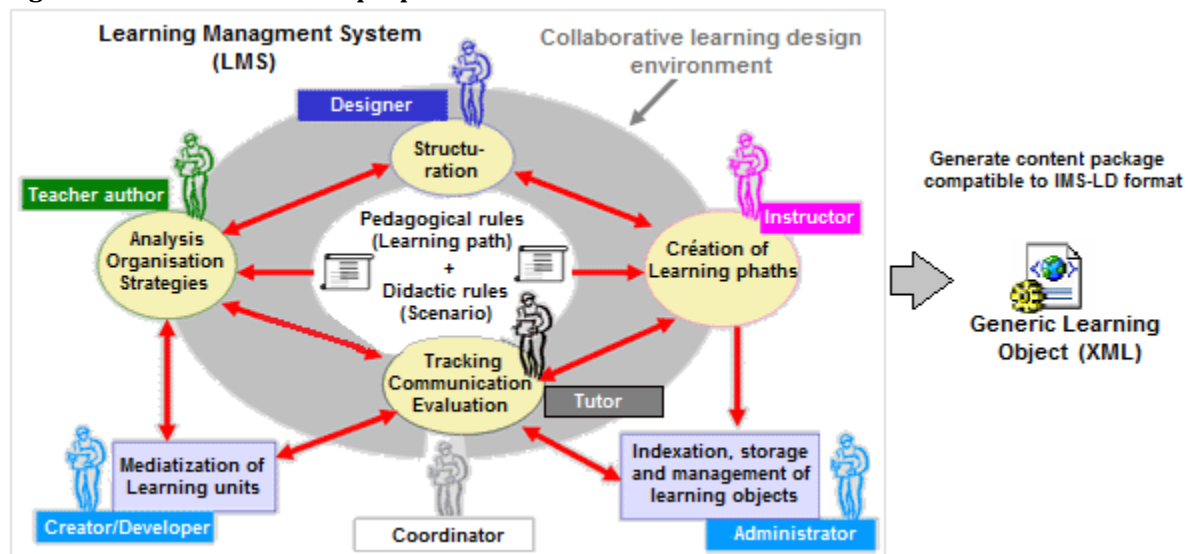 Learning Managment System
(LMS)
Collaborative learning design
environment
Designer
Structu-
ration
Teacher author
Instructor
Analysis
Organisation
Strategies
Pedagogical rules
(Learning path)
+
Didactic rules
(Scenario)
Création of
Learning phaths
Tracking
Communication
Evaluation
Tutor
Mediatization of
Learning units
Creator/Developer
Coordinator
Indexation, storage
and management of
learning objects
Administrator
Generate content package
compatible to IMS-LD format
Generic Learning
Object (XML)